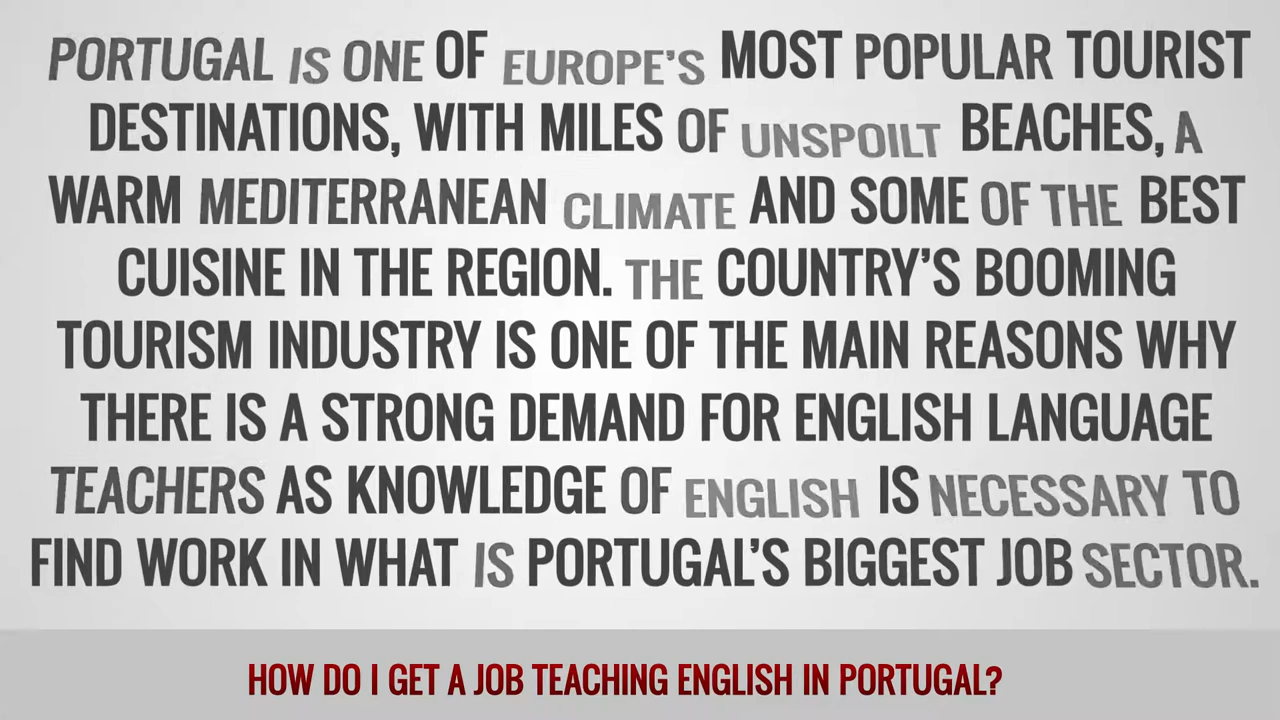 PORTUGAL IS ONE OF EUROPE'S MOST POPULAR TOURIST
DESTINATIONS, WITH MILES OF UNSPOILT BEACHES, A
WARM MEDITERRANEAN CLIMATE AND SOME OF THE BEST
CUISINE IN THE REGION. THE COUNTRY'S BOOMING
TOURISM INDUSTRY IS ONE OF THE MAIN REASONS WHY
THERE IS A STRONG DEMAND FOR ENGLISH LANGUAGE
TEACHERS AS KNOWLEDGE OF ENGLISH IS NECESSARY TO
FIND WORK IN WHAT IS PORTUGAL'S BIGGEST JOB SECTOR.
HOW DO I GET A JOB TEACHING ENGLISH IN PORTUGAL?